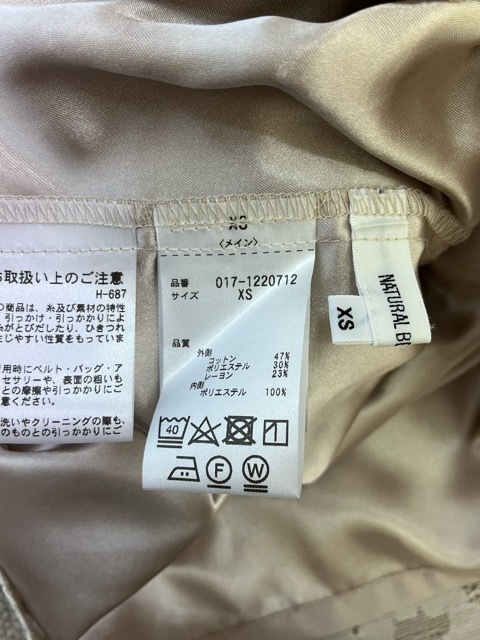 取扱い上のご注意
H-687
商品は、糸及び素材の特
引っかけ・引っかかりによ
がとびだしたり、ひきつれ
じやすい性質をもっていま
用時にベルト・バッグ・ア
セサリーや、表面の粗いも
との摩擦や引っかかりにご
意ください。
洗いやクリーニングの際も、
のものとの引っかかりにご
XS
〈メイン〉
品番 017-1220712
サイズ XS
品質
外側
コットン 47%
ポリエステル 30%
レーヨン 23%
内側
ポリエステル 100%
40
F W
NATURAL
XS